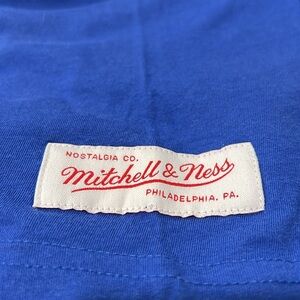 NOSTALGIA CO.
Mitchell & Ness
PHILADELPHIA, PA.